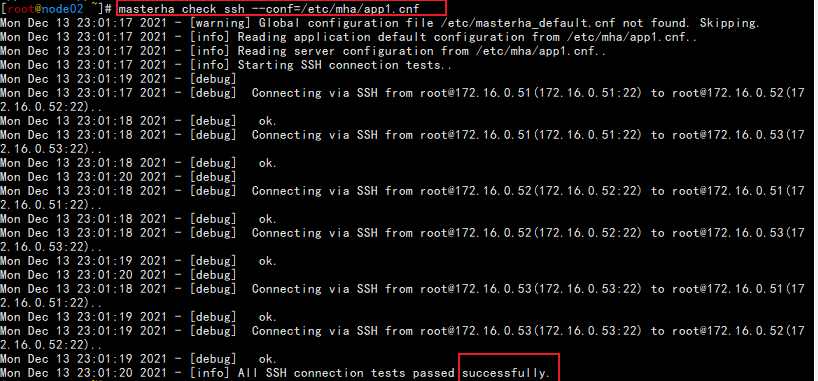 [root@node02 ~]# masterha_check_ssh --conf=/etc/mha/app1.cnf
Mon Dec 13 23:01:17 2021 - [warning] Global configuration file /etc/masterha_default.cnf not found. Skipping.
Mon Dec 13 23:01:17 2021 - [info] Reading application default configuration from /etc/mha/app1.cnf..
Mon Dec 13 23:01:17 2021 - [info] Reading server configuration from /etc/mha/app1.cnf..
Mon Dec 13 23:01:17 2021 - [info] Starting SSH connection tests..
Mon Dec 13 23:01:19 2021 - [debug]
Mon Dec 13 23:01:17 2021 - [debug]  Connecting via SSH from root@172.16.0.51(172.16.0.51:22) to root@172.16.0.52(17
2.16.0.52:22)..
Mon Dec 13 23:01:18 2021 - [debug]   ok.
Mon Dec 13 23:01:18 2021 - [debug]  Connecting via SSH from root@172.16.0.51(172.16.0.51:22) to root@172.16.0.53(17
2.16.0.53:22)..
Mon Dec 13 23:01:18 2021 - [debug]   ok.
Mon Dec 13 23:01:20 2021 - [debug]
Mon Dec 13 23:01:18 2021 - [debug]  Connecting via SSH from root@172.16.0.52(172.16.0.52:22) to root@172.16.0.51(17
2.16.0.51:22)..
Mon Dec 13 23:01:18 2021 - [debug]   ok.
Mon Dec 13 23:01:18 2021 - [debug]  Connecting via SSH from root@172.16.0.52(172.16.0.52:22) to root@172.16.0.53(17
2.16.0.53:22)..
Mon Dec 13 23:01:19 2021 - [debug]   ok.
Mon Dec 13 23:01:20 2021 - [debug]
Mon Dec 13 23:01:18 2021 - [debug]  Connecting via SSH from root@172.16.0.53(172.16.0.53:22) to root@172.16.0.51(17
2.16.0.51:22)..
Mon Dec 13 23:01:19 2021 - [debug]   ok.
Mon Dec 13 23:01:19 2021 - [debug]  Connecting via SSH from root@172.16.0.53(172.16.0.53:22) to root@172.16.0.52(17
2.16.0.52:22)..
Mon Dec 13 23:01:19 2021 - [debug]   ok.
Mon Dec 13 23:01:20 2021 - [info] All SSH connection tests passed successfully.